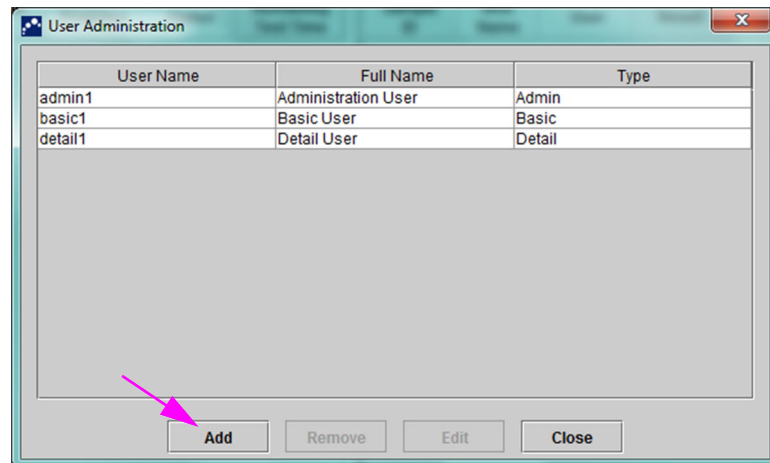 User Administration
User Name Full Name Type
admin1 Administration User Admin
basic1 Basic User Basic
detail1 Detail User Detail
Add Remove Edit Close